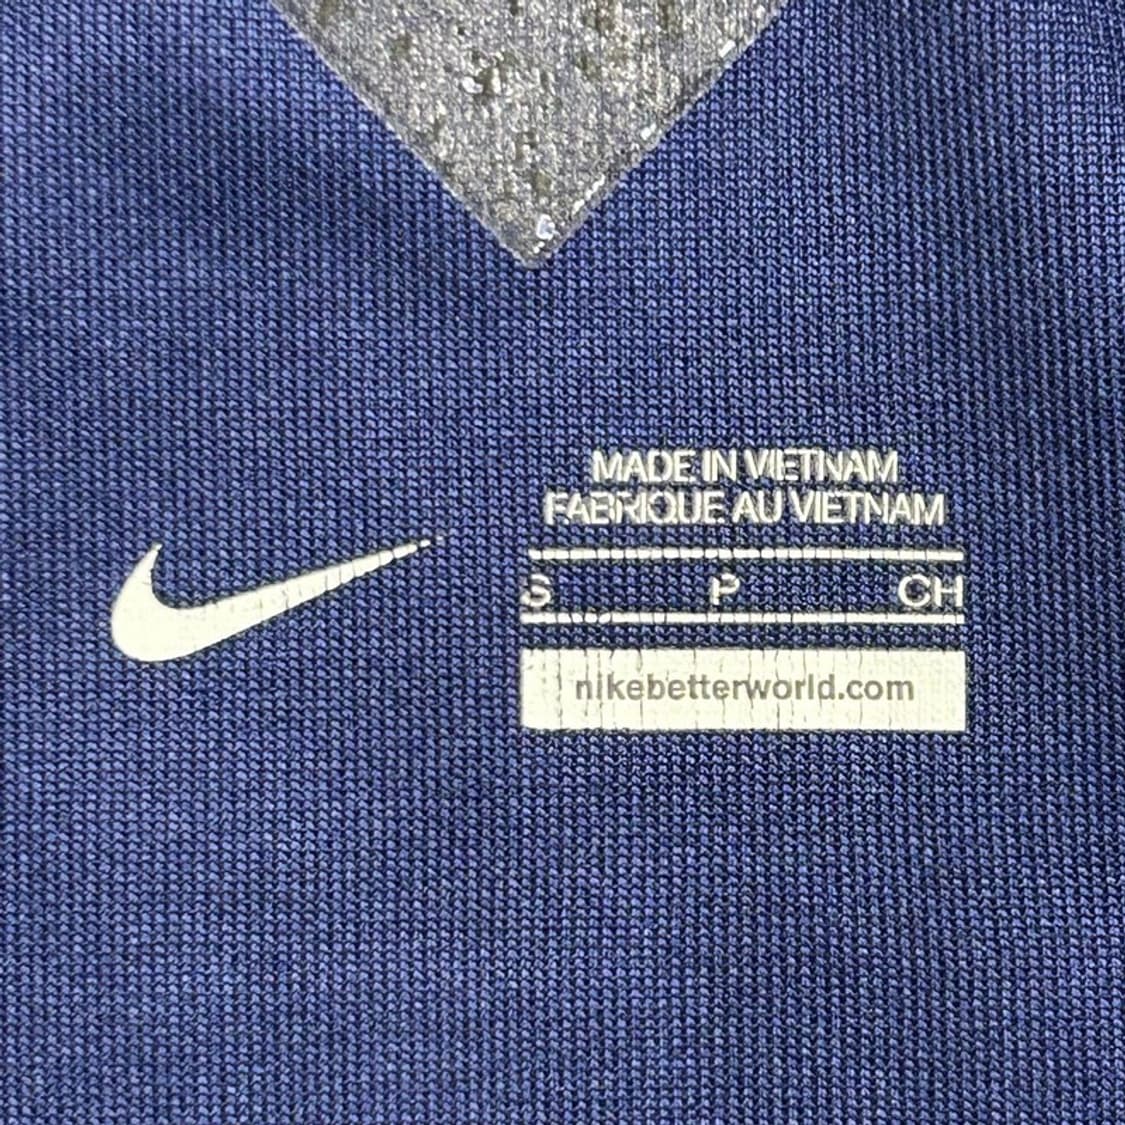 MADE IN VIETNAM
FABRIQUE AU VIETNAM
S P CH
nikebetterworld.com